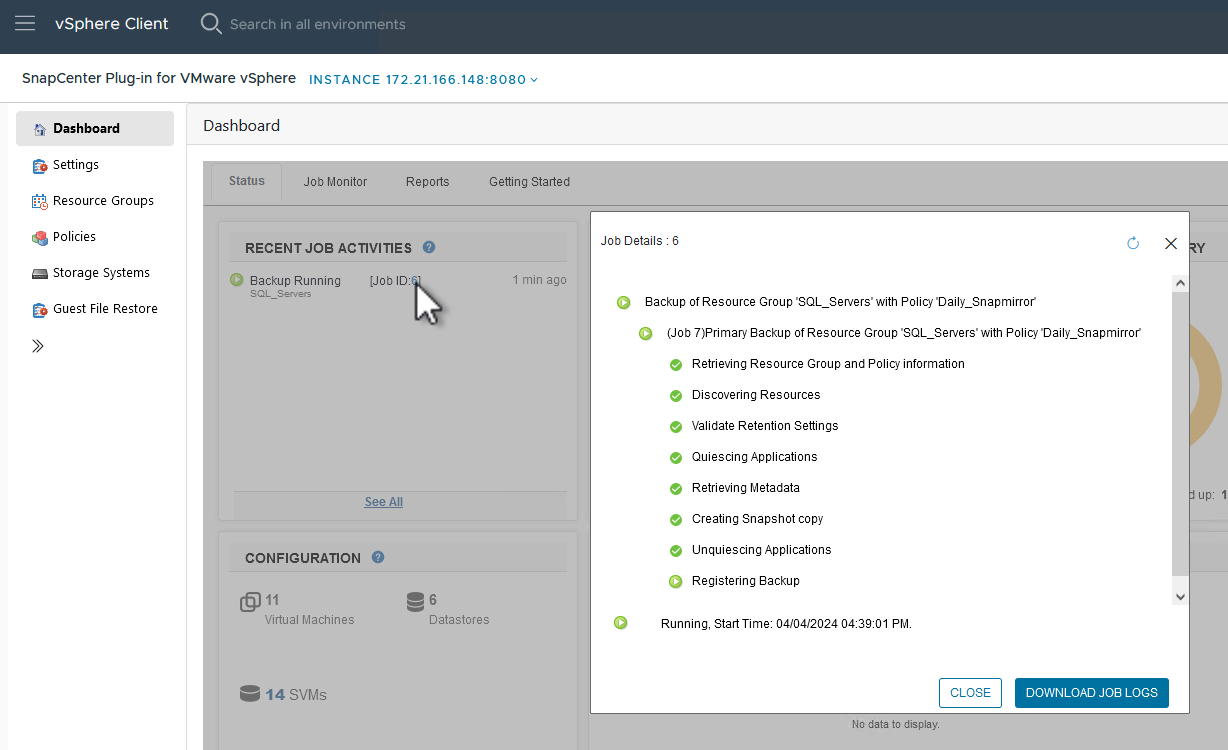 vSphere Client
Search in all environments
SnapCenter Plug-in for VMware vSphere INSTANCE 172.21.166.148:8080
Dashboard
Settings
Resource Groups
Policies
Storage Systems
Guest File Restore
Dashboard
Status Job Monitor Reports Getting Started
RECENT JOB ACTIVITIES ?
Backup Running [Job ID:6] 1 min ago
SQL_Servers
See All
CONFIGURATION ?
11 Virtual Machines
6 Datastores
14 SVMs
Job Details : 6
Backup of Resource Group 'SQL_Servers' with Policy 'Daily_Snapmirror'
(Job 7)Primary Backup of Resource Group 'SQL_Servers' with Policy 'Daily_Snapmirror'
Retrieving Resource Group and Policy information
Discovering Resources
Validate Retention Settings
Quiescing Applications
Retrieving Metadata
Creating Snapshot copy
Unquiescing Applications
Registering Backup
Running, Start Time: 04/04/2024 04:39:01 PM.
CLOSE DOWNLOAD JOB LOGS
RY
d up: 1
No data to display.